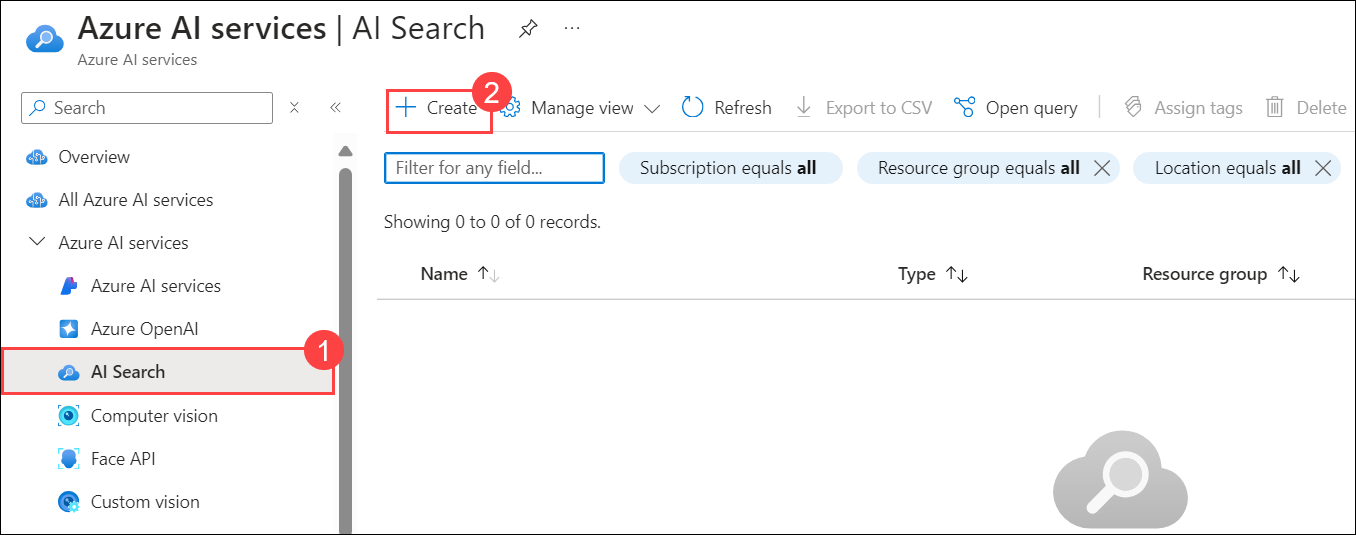 Azure AI services | AI Search ...
Azure AI services
Search
Create 2 Manage view Refresh Export to CSV Open query Assign tags Delete
Overview
Filter for any field... Subscription equals all Resource group equals all Location equals all
All Azure AI services
Showing 0 to 0 of 0 records.
Azure AI services
Name Type Resource group
Azure AI services
Azure OpenAI
1
AI Search
Computer vision
Face API
Custom vision